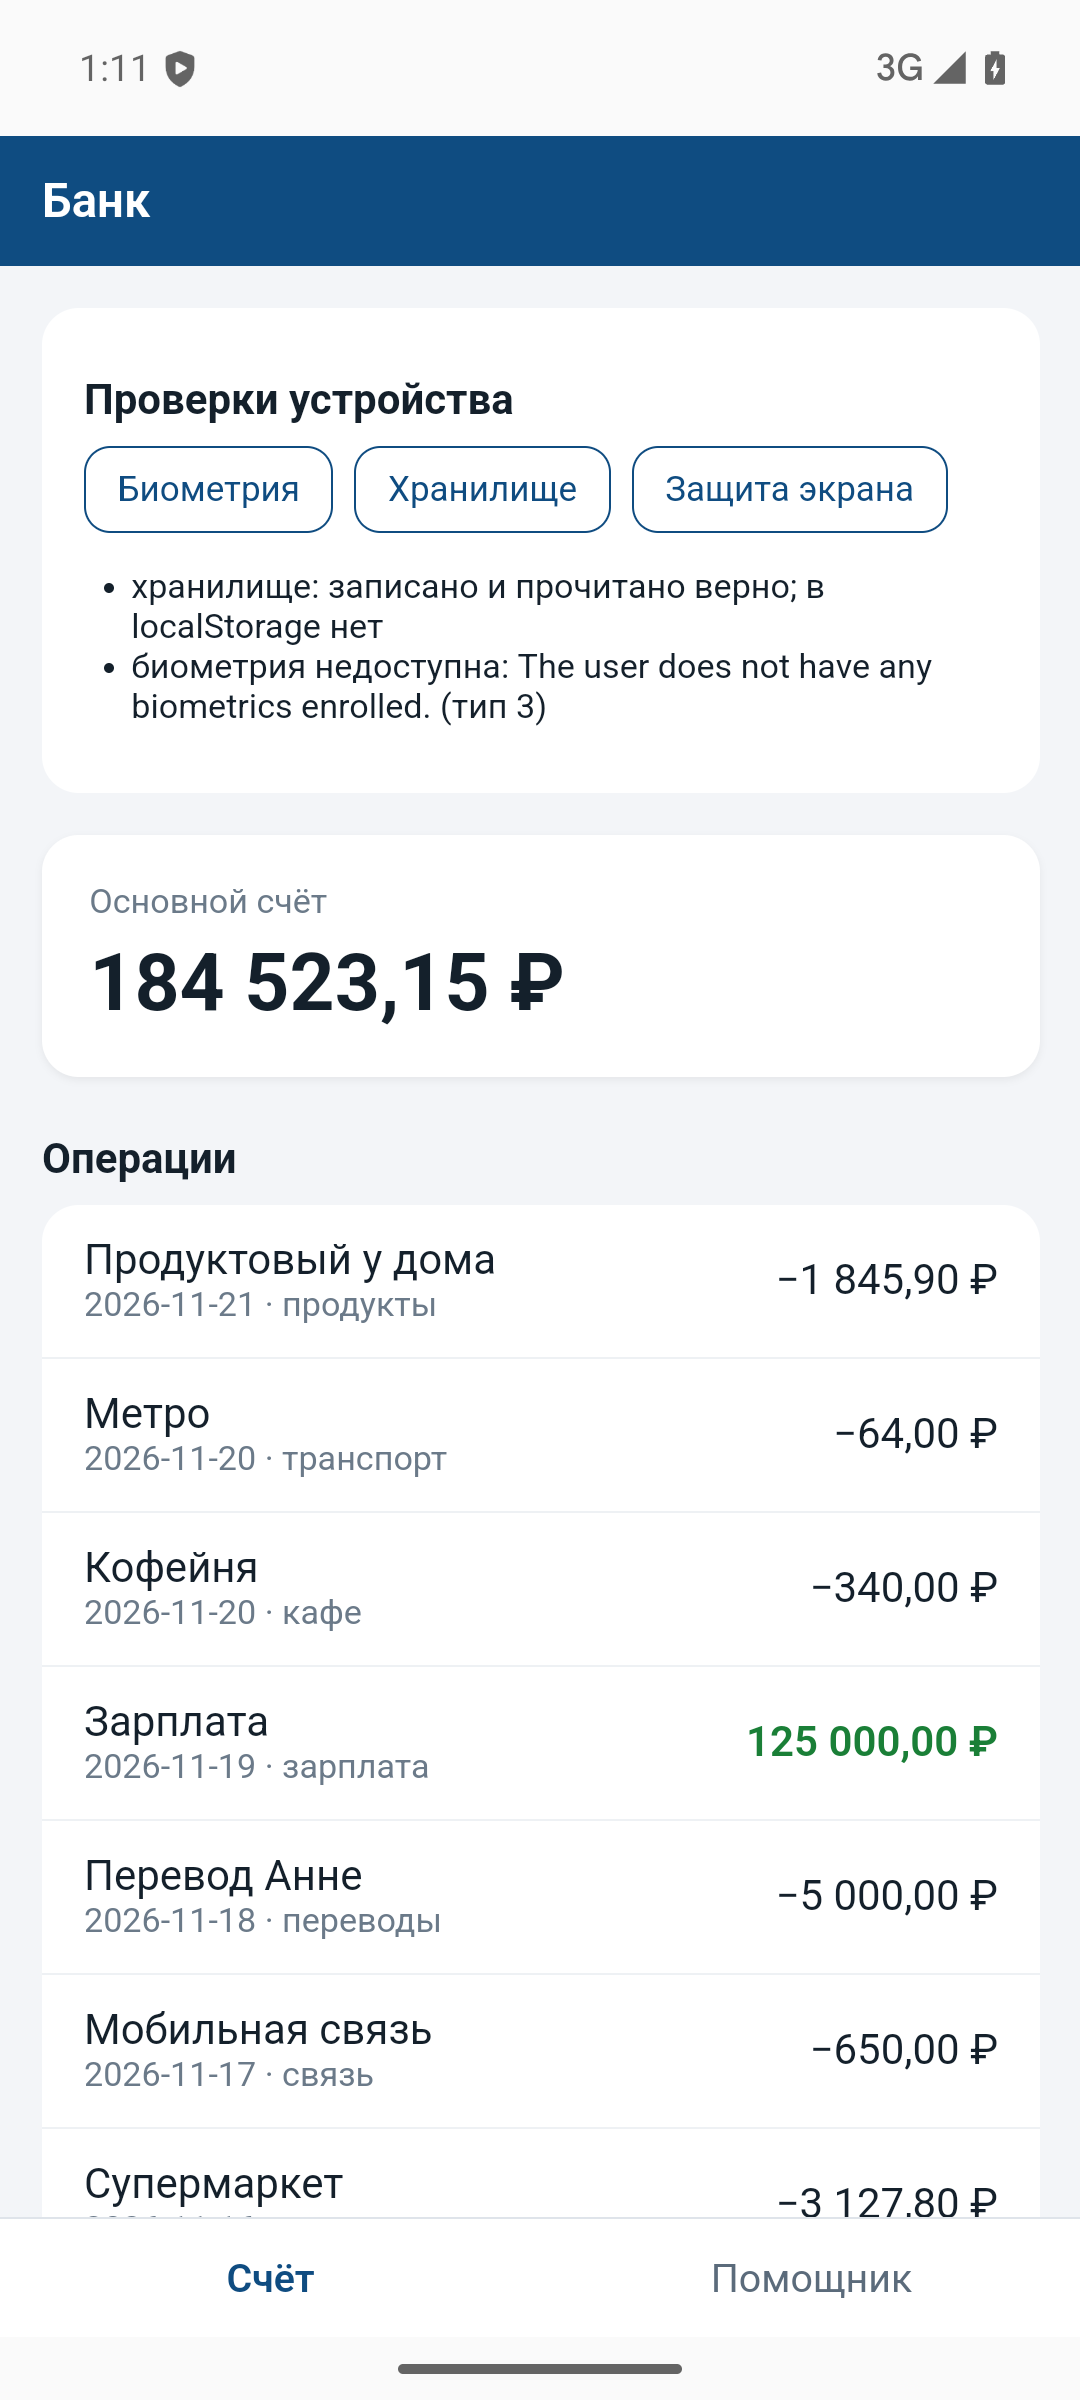 1:11
3G
Банк
Проверки устройства
Биометрия
Хранилище
Защита экрана
• хранилище: записано и прочитано верно; в
localStorage нет
• биометрия недоступна: The user does not have any
biometrics enrolled. (тип 3)
Основной счёт
184 523,15 ₽
Операции
Продуктовый у дома
−1 845,90 ₽
2026-11-21 · продукты
Метро
−64,00 ₽
2026-11-20 · транспорт
Кофейня
−340,00 ₽
2026-11-20 · кафе
Зарплата
125 000,00 ₽
2026-11-19 · зарплата
Перевод Анне
−5 000,00 ₽
2026-11-18 · переводы
Мобильная связь
−650,00 ₽
2026-11-17 · связь
Супермаркет
−3 127,80 ₽
Счёт
Помощник